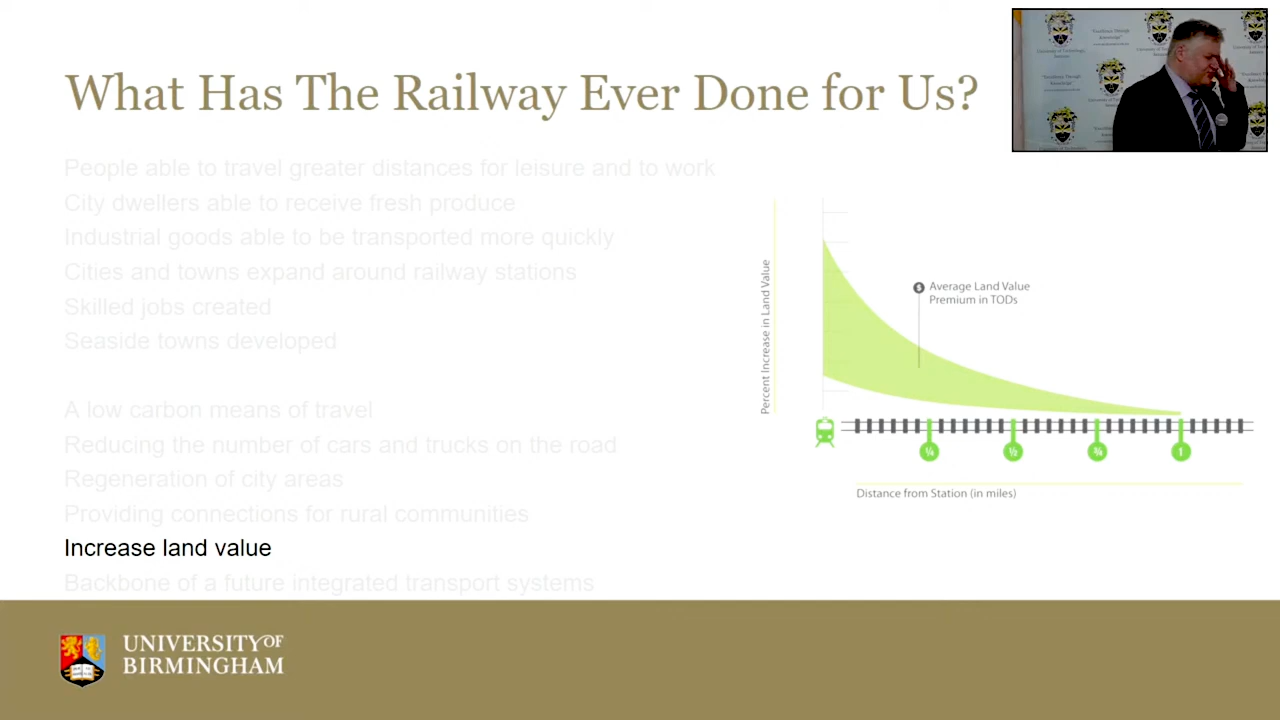 What Has The Railway Ever Done for Us?
People able to travel greater distances for leisure and to work
City dwellers able to receive fresh produce
Industrial goods able to be transported more quickly
Cities and towns expand around railway stations
Skilled jobs created
Seaside towns developed
A low carbon means of travel
Reducing the number of cars and trucks on the road
Regeneration of city areas
Providing connections for rural communities
Increase land value
Backbone of a future integrated transport systems
Percent Increase in Land Value
$ Average Land Value
Premium in TODs
¼ ½ ¾ 1
Distance from Station (in miles)
UNIVERSITY OF
BIRMINGHAM